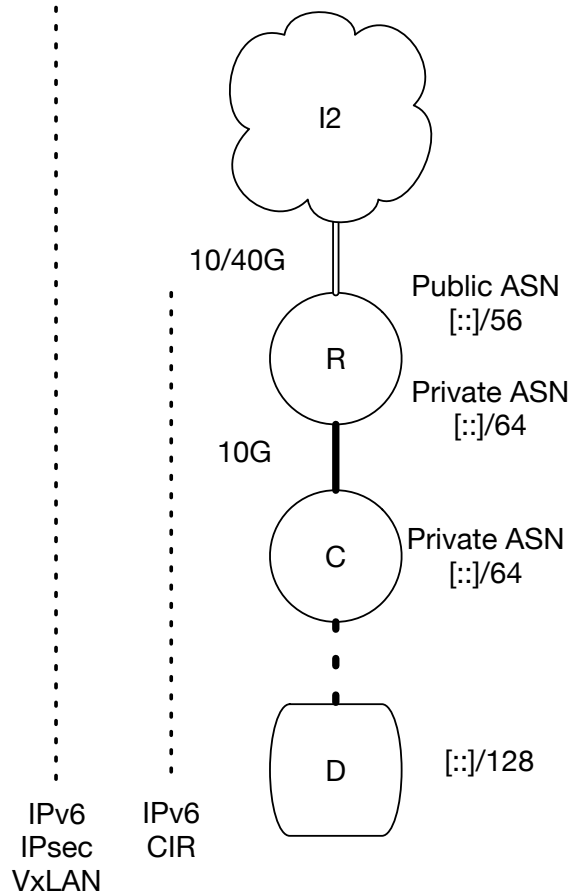 I2
10/40G
Public ASN
[::]/56
R
Private ASN
[::]/64
10G
C
Private ASN
[::]/64
D
[::]/128
IPv6
IPsec
VxLAN
IPv6
CIR